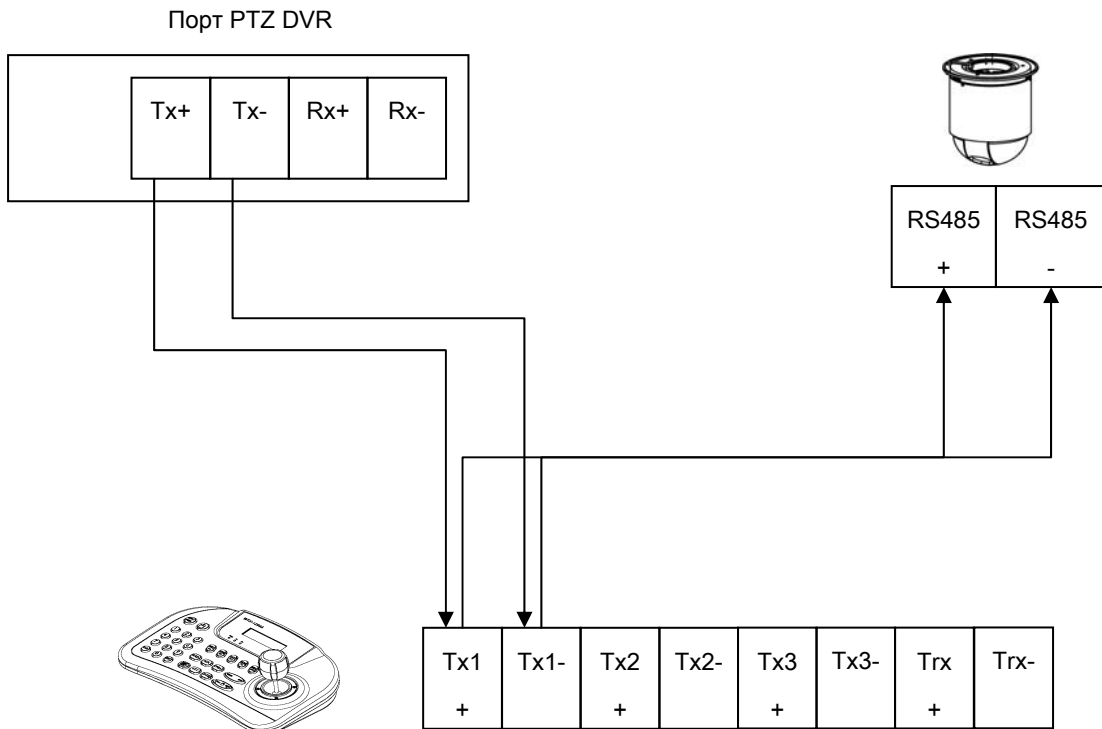 Порт PTZ DVR
Tx+ Tx- Rx+ Rx-
RS485 RS485
+ -
Tx1 Tx1- Tx2 Tx2- Tx3 Tx3- Trx Trx-
+ + + +